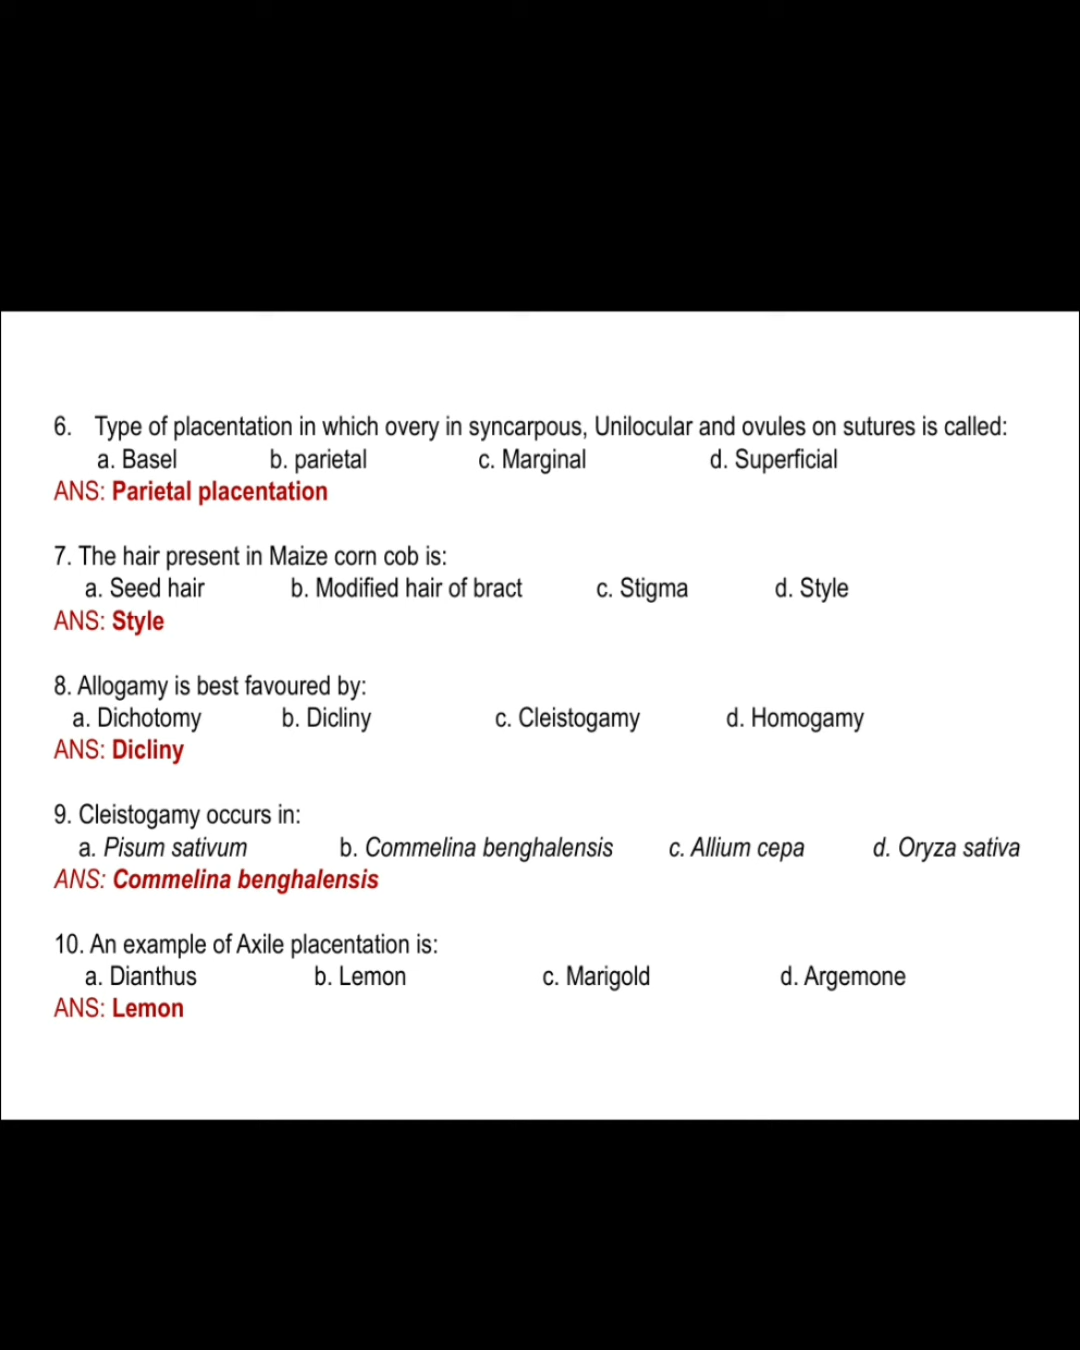 6. Type of placentation in which overy in syncarpous, Unilocular and ovules on sutures is called:
a. Basel b. parietal c. Marginal d. Superficial
ANS: Parietal placentation
7. The hair present in Maize corn cob is:
a. Seed hair b. Modified hair of bract c. Stigma d. Style
ANS: Style
8. Allogamy is best favoured by:
a. Dichotomy b. Dicliny c. Cleistogamy d. Homogamy
ANS: Dicliny
9. Cleistogamy occurs in:
a. Pisum sativum b. Commelina benghalensis c. Allium cepa d. Oryza sativa
ANS: Commelina benghalensis
10. An example of Axile placentation is:
a. Dianthus b. Lemon c. Marigold d. Argemone
ANS: Lemon